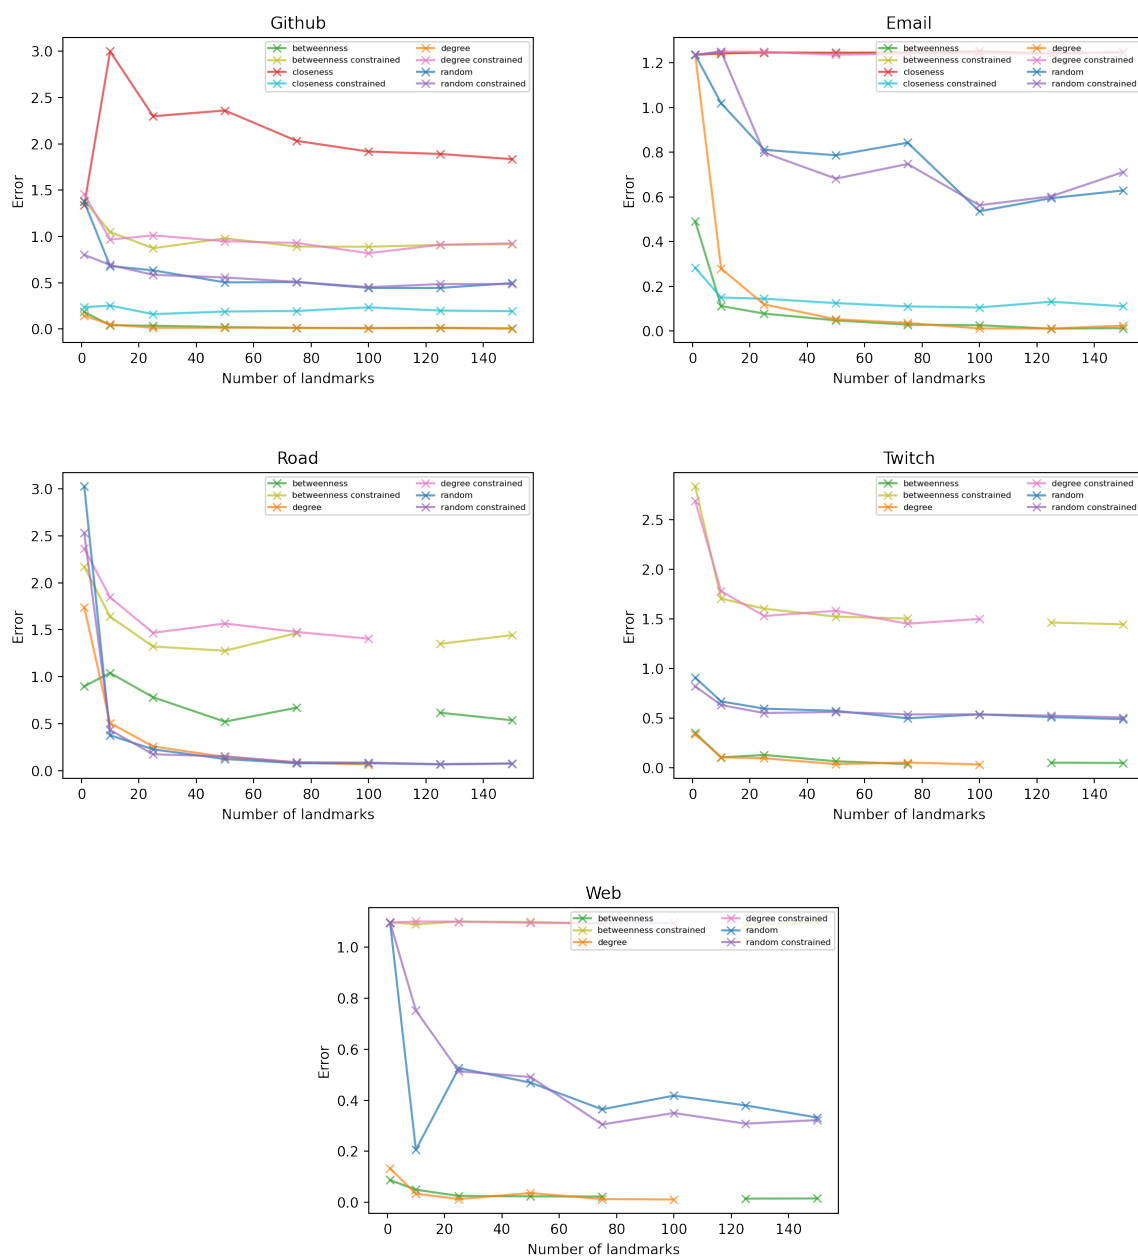 Github
Email
3.0
2.5
2.0
1.5
1.0
0.5
0.0
Error
betweenness
betweenness constrained
closeness
closeness constrained
degree
degree constrained
random
random constrained
0 20 40 60 80 100 120 140
Number of landmarks
1.2
1.0
0.8
0.6
0.4
0.2
0.0
Error
betweenness
betweenness constrained
closeness
closeness constrained
degree
degree constrained
random
random constrained
0 20 40 60 80 100 120 140
Number of landmarks
Road
Twitch
3.0
2.5
2.0
1.5
1.0
0.5
0.0
Error
betweenness
betweenness constrained
degree
degree constrained
random
random constrained
0 20 40 60 80 100 120 140
Number of landmarks
2.5
2.0
1.5
1.0
0.5
0.0
Error
betweenness
betweenness constrained
degree
degree constrained
random
random constrained
0 20 40 60 80 100 120 140
Number of landmarks
Web
1.0
0.8
0.6
0.4
0.2
0.0
Error
betweenness
betweenness constrained
degree
degree constrained
random
random constrained
0 20 40 60 80 100 120 140
Number of landmarks